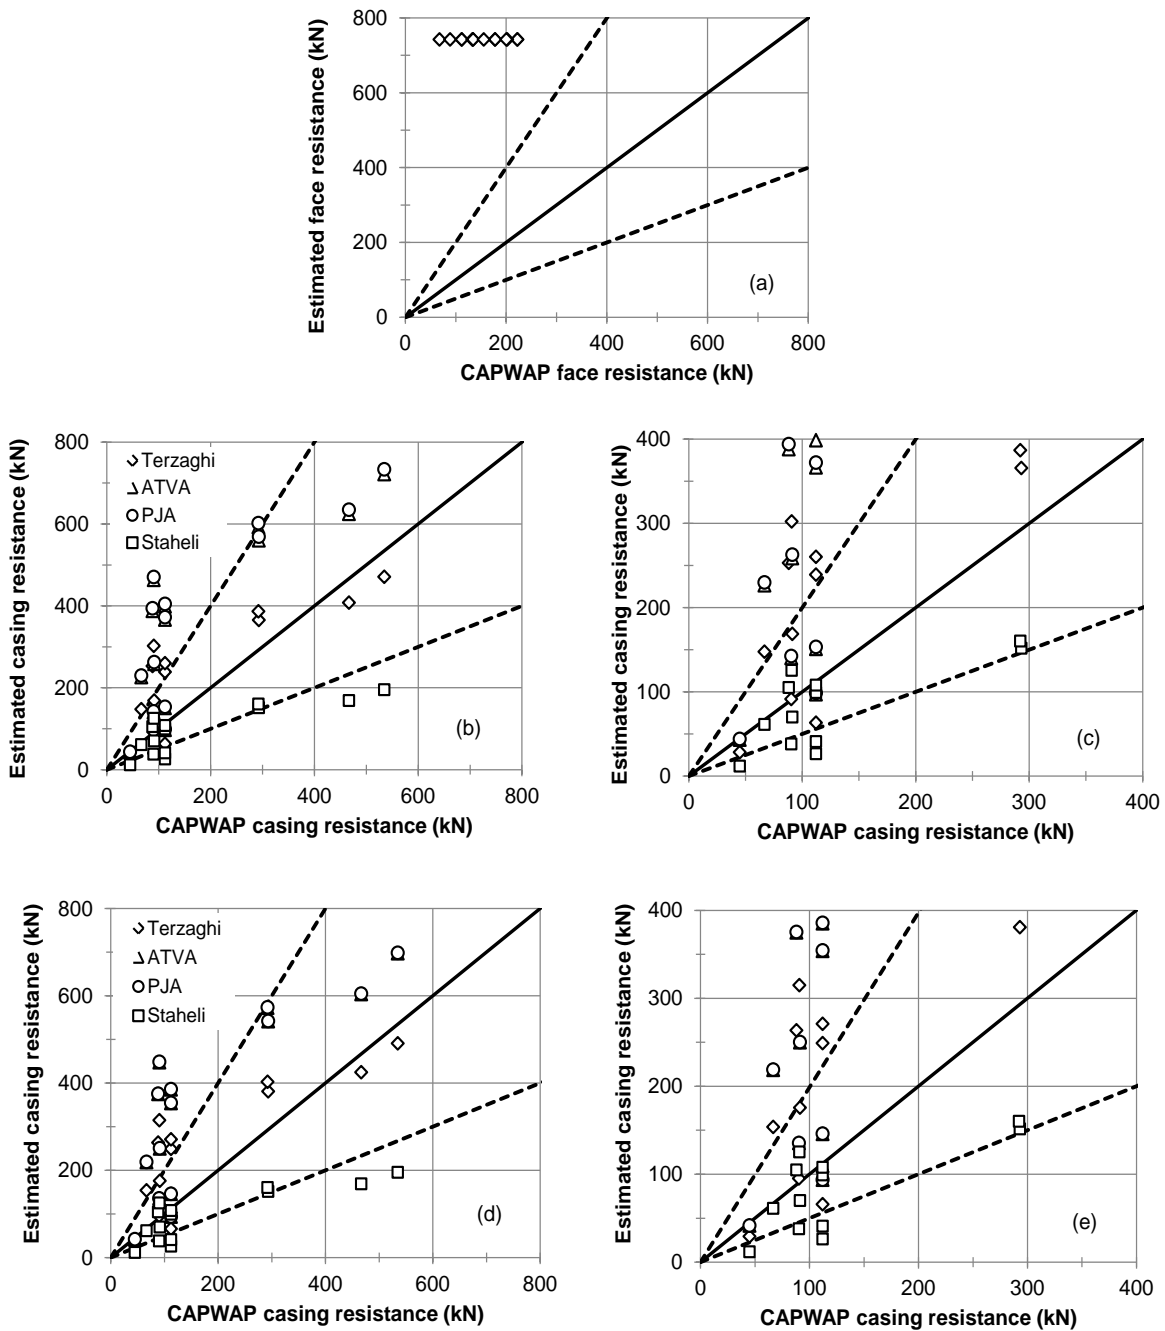 Estimated face resistance (kN)
800
600
400
200
0
(a)
0 200 400 600 800
CAPWAP face resistance (kN)
Estimated casing resistance (kN)
800
600
400
200
0
Terzaghi
ATVA
PJA
Staheli
(b)
0 200 400 600 800
CAPWAP casing resistance (kN)
Estimated casing resistance (kN)
400
300
200
100
0
(c)
0 100 200 300 400
CAPWAP casing resistance (kN)
Estimated casing resistance (kN)
800
600
400
200
0
Terzaghi
ATVA
PJA
Staheli
(d)
0 200 400 600 800
CAPWAP casing resistance (kN)
Estimated casing resistance (kN)
400
300
200
100
0
(e)
0 100 200 300 400
CAPWAP casing resistance (kN)